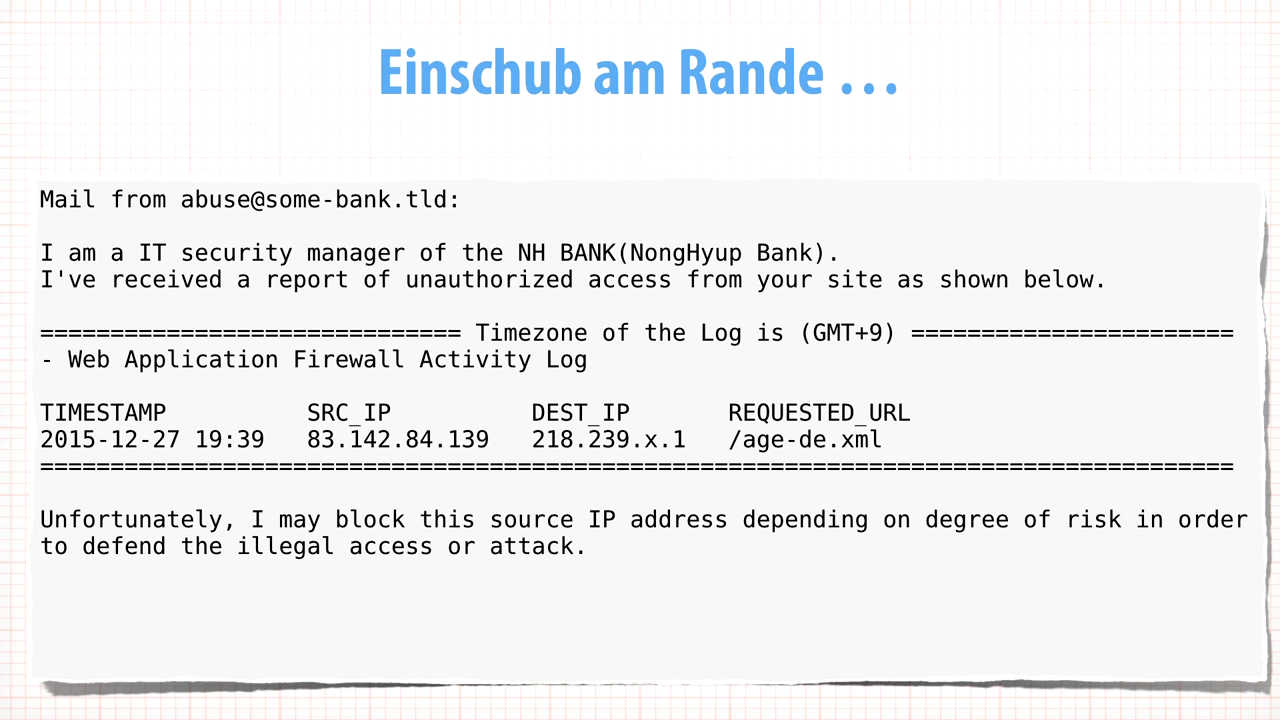 Einschub am Rande …
Mail from abuse@some-bank.tld:
I am a IT security manager of the NH BANK(NongHyup Bank).
I've received a report of unauthorized access from your site as shown below.
============================== Timezone of the Log is (GMT+9) =======================
- Web Application Firewall Activity Log
TIMESTAMP          SRC_IP          DEST_IP       REQUESTED_URL
2015-12-27 19:39   83.142.84.139   218.239.x.1   /age-de.xml
=====================================================================================
Unfortunately, I may block this source IP address depending on degree of risk in order
to defend the illegal access or attack.